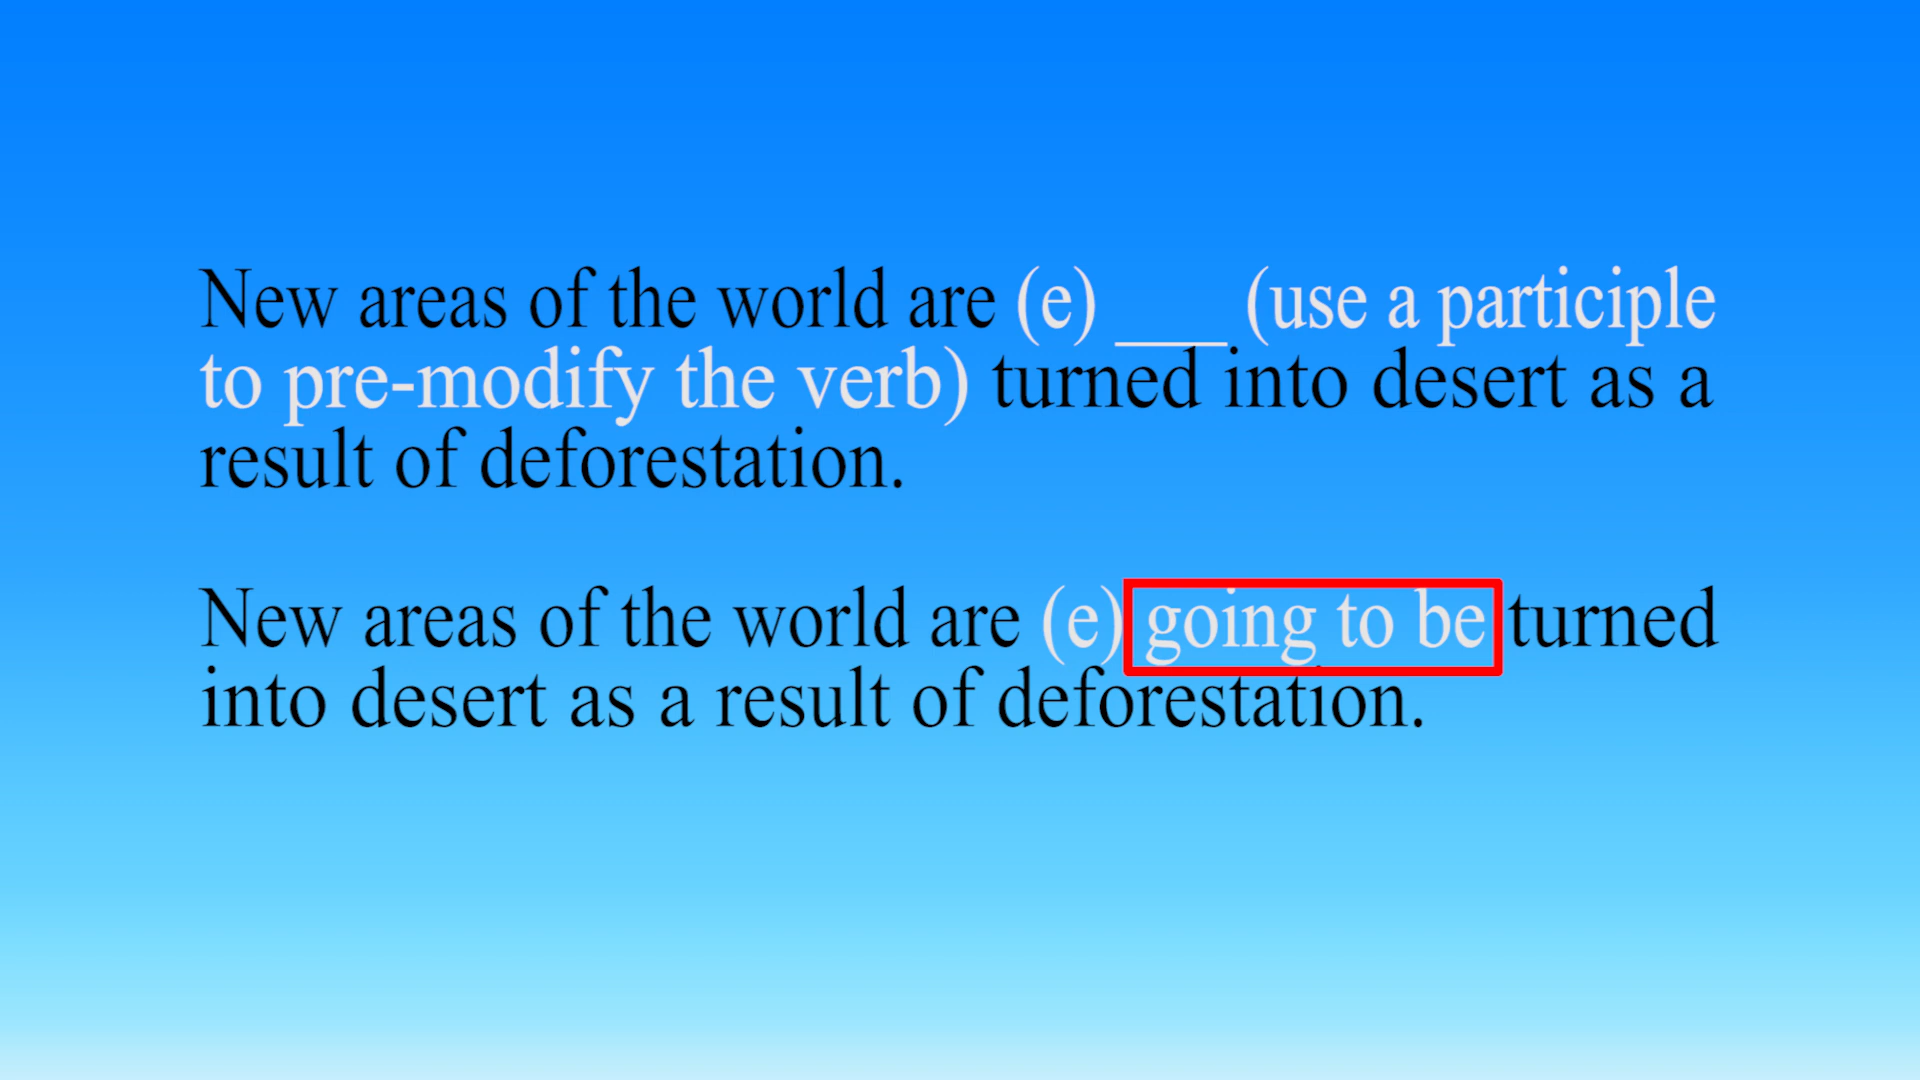 New areas of the world are (e) ___ (use a participle
to pre-modify the verb) turned into desert as a
result of deforestation.
New areas of the world are (e) going to be turned
into desert as a result of deforestation.